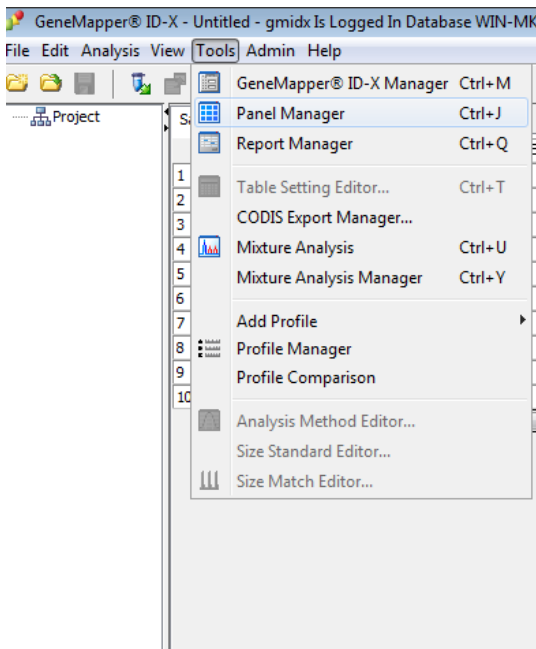 GeneMapper® ID-X - Untitled - gmidx Is Logged In Database WIN-MK
File Edit Analysis View Tools Admin Help
Project
GeneMapper® ID-X Manager Ctrl+M
Panel Manager Ctrl+J
Report Manager Ctrl+Q
Table Setting Editor... Ctrl+T
CODIS Export Manager...
Mixture Analysis Ctrl+U
Mixture Analysis Manager Ctrl+Y
Add Profile
Profile Manager
Profile Comparison
Analysis Method Editor...
Size Standard Editor...
Size Match Editor...
1
2
3
4
5
6
7
8
9
10